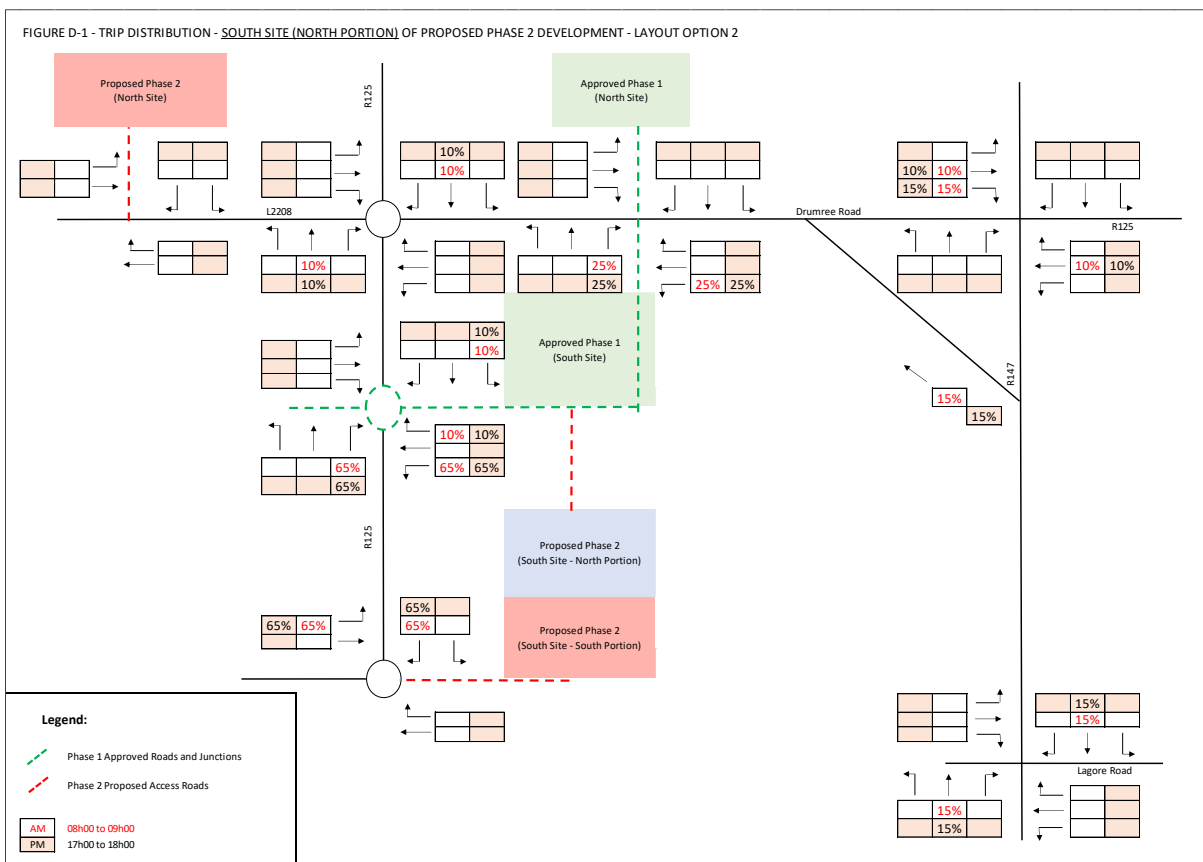 FIGURE D-1 - TRIP DISTRIBUTION - SOUTH SITE (NORTH PORTION) OF PROPOSED PHASE 2 DEVELOPMENT - LAYOUT OPTION 2
Proposed Phase 2
(North Site)
R125
Approved Phase 1
(North Site)
10%
10%
10% 10%
15% 15%
L2208
Drumree Road
R125
10%
10%
25%
25%
25% 25%
10% 10%
10%
10%
Approved Phase 1
(South Site)
R147
15%
15%
10% 10%
65% 65%
65%
65%
R125
Proposed Phase 2
(South Site - North Portion)
65% 65%
65%
65%
Proposed Phase 2
(South Site - South Portion)
15%
15%
Lagore Road
15%
15%
Legend:
Phase 1 Approved Roads and Junctions
Phase 2 Proposed Access Roads
AM 08h00 to 09h00
PM 17h00 to 18h00